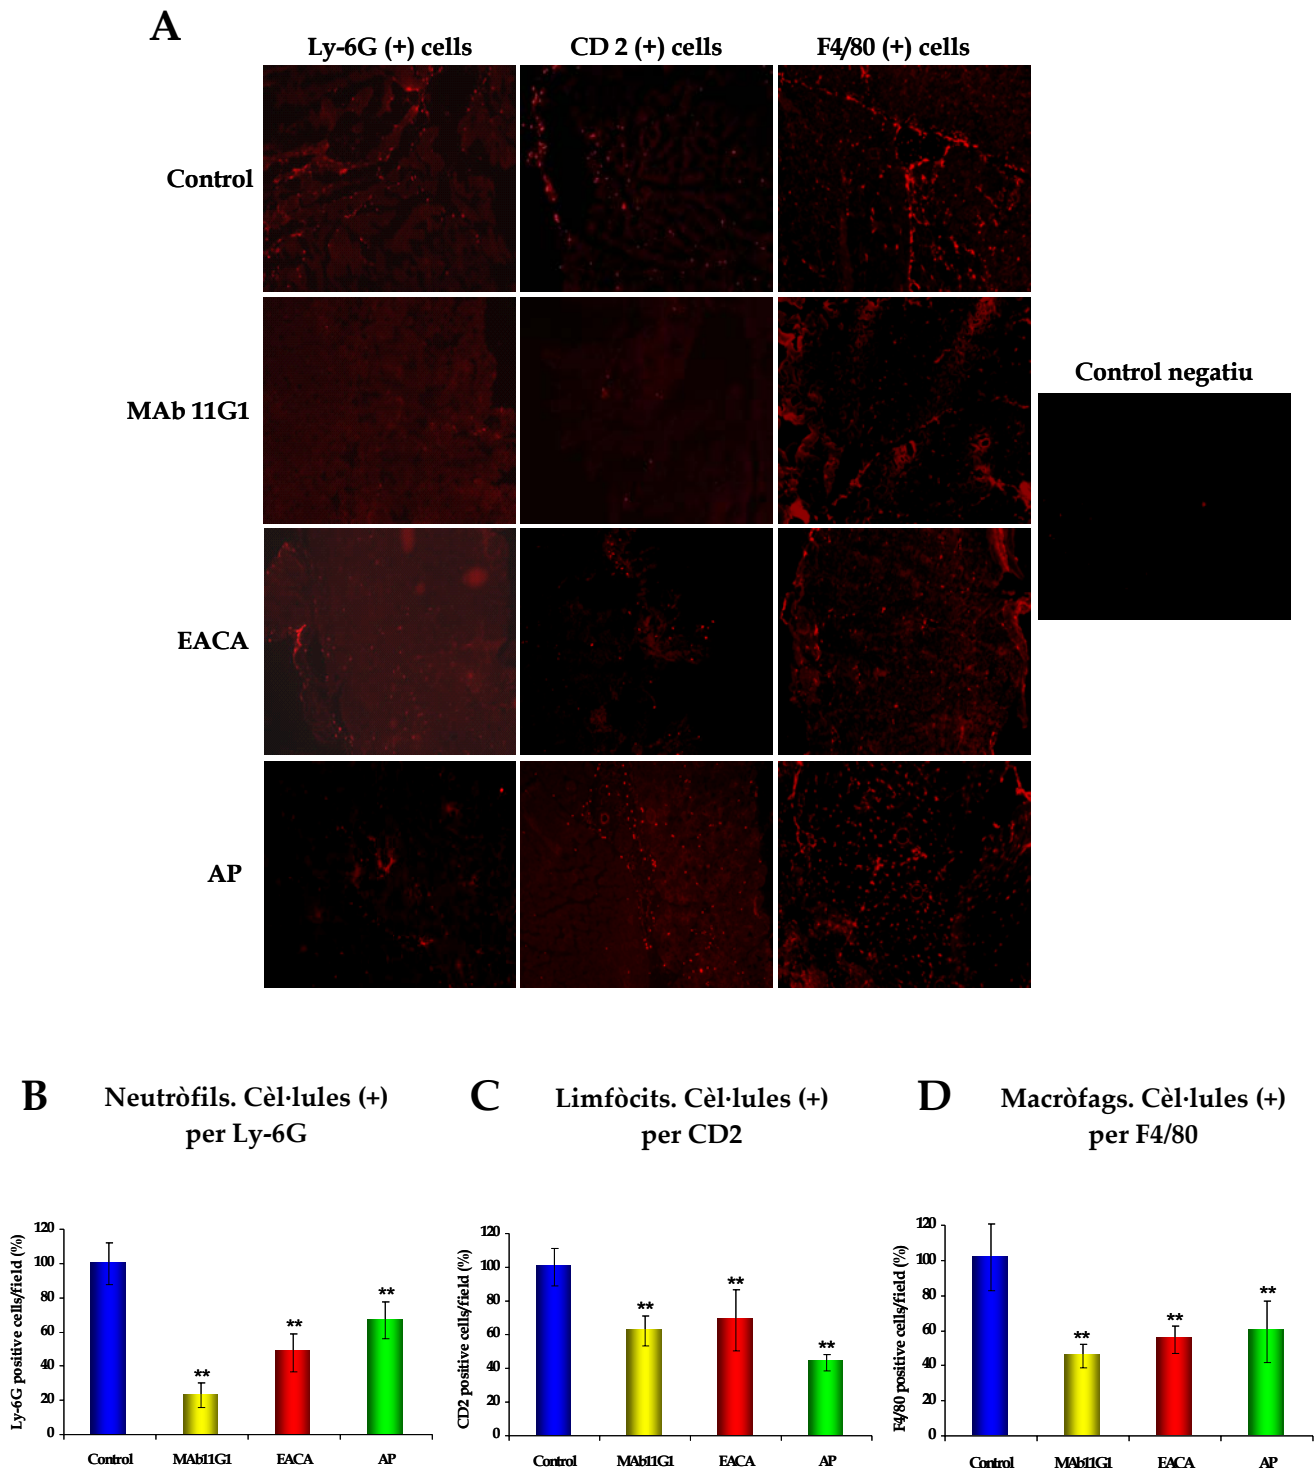 A
Ly-6G (+) cells
CD 2 (+) cells
F4/80 (+) cells
Control
MAb 11G1
Control negatiu
EACA
AP
B
Neutròfils. Cèl·lules (+)
per Ly-6G
C
Limfòcits. Cèl·lules (+)
per CD2
D
Macròfags. Cèl·lules (+)
per F4/80
Ly-6G positive cells/field (%)
120
100
80
60
40
20
0
**
**
**
Control
MAb11G1
EACA
AP
CD2 positive cells/field (%)
120
100
80
60
40
20
0
**
**
**
Control
MAb11G1
EACA
AP
F4/80 positive cells/field (%)
120
100
80
60
40
20
0
**
**
**
Control
MAb11G1
EACA
AP